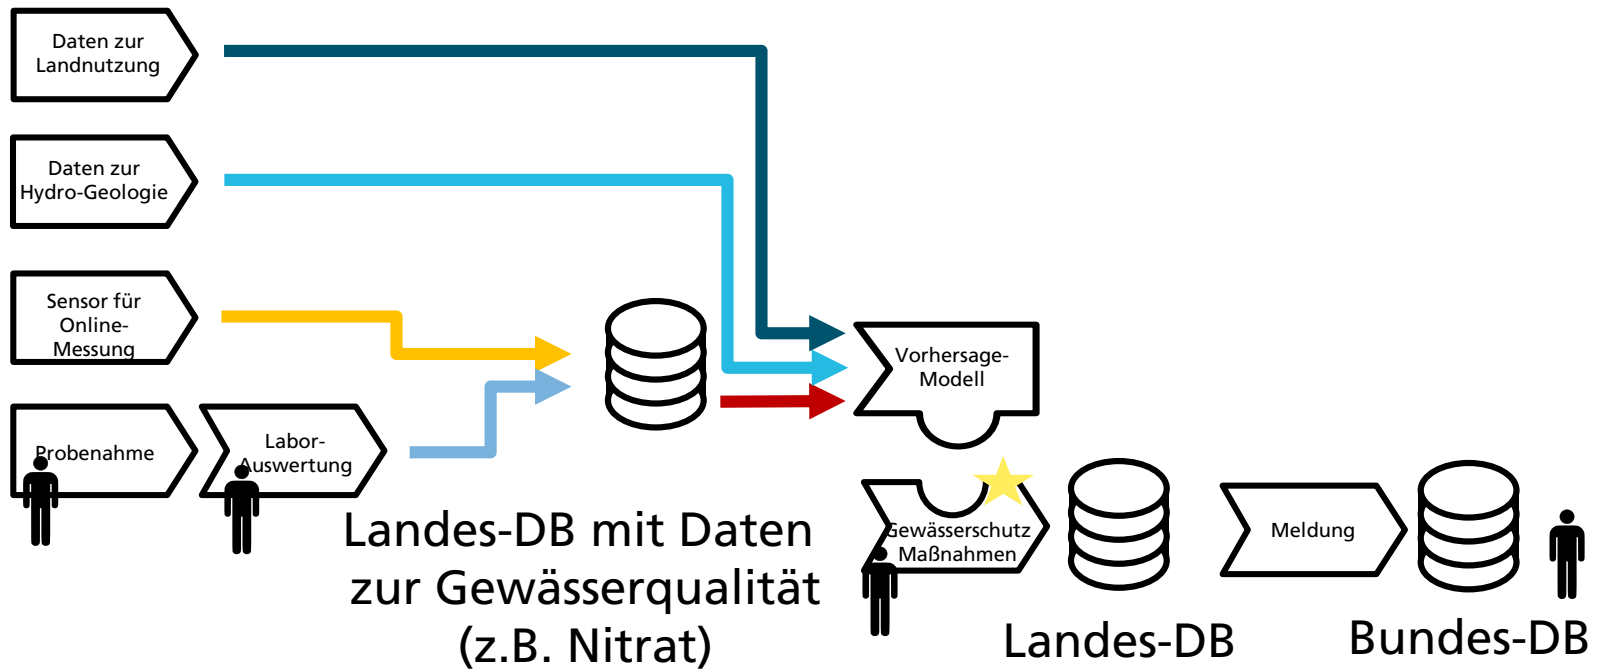 Daten zur
Landnutzung
Daten zur
Hydro-Geologie
Sensor für
Online-
Messung
Probenahme
Labor-
Auswertung
Landes-DB mit Daten
zur Gewässerqualität
(z.B. Nitrat)
Vorhersage-
Modell
Gewässerschutz
Maßnahmen
Landes-DB
Meldung
Bundes-DB